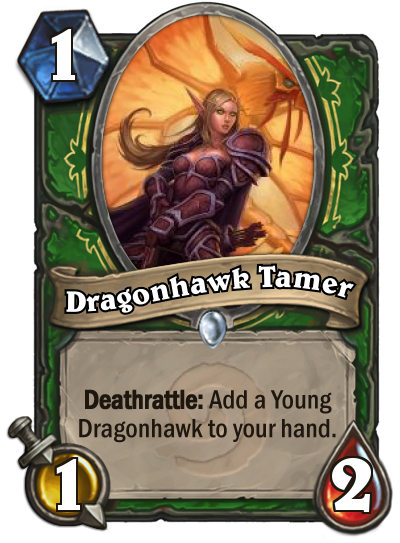 1
Dragonhawk Tamer
Deathrattle: Add a Young
Dragonhawk to your hand.
1
2